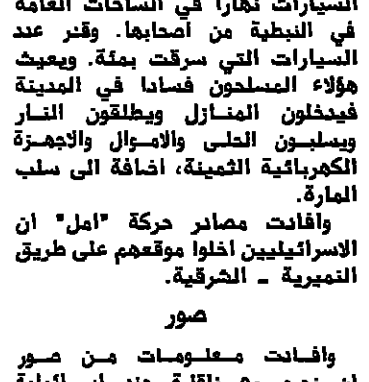 السيارات نهارا في الساحات العامة
في النبطية من اصحابها. وقدر عدد
السيارات التي سرقت بمئة. ويعيث
هؤلاء المسلحون فسادا في المدينة
فيدخلون المنازل ويطلقون النار
ويسلبون الحلى والاموال والاجهزة
الكهربائية الثمينة، اضافة الى سلب
المارة.
وافادت مصادر حركة "امل" ان
الاسرائيليين اخلوا موقعهم على طريق
النميرية ـ الشرقية.
صور
وافادت معلومات من صور